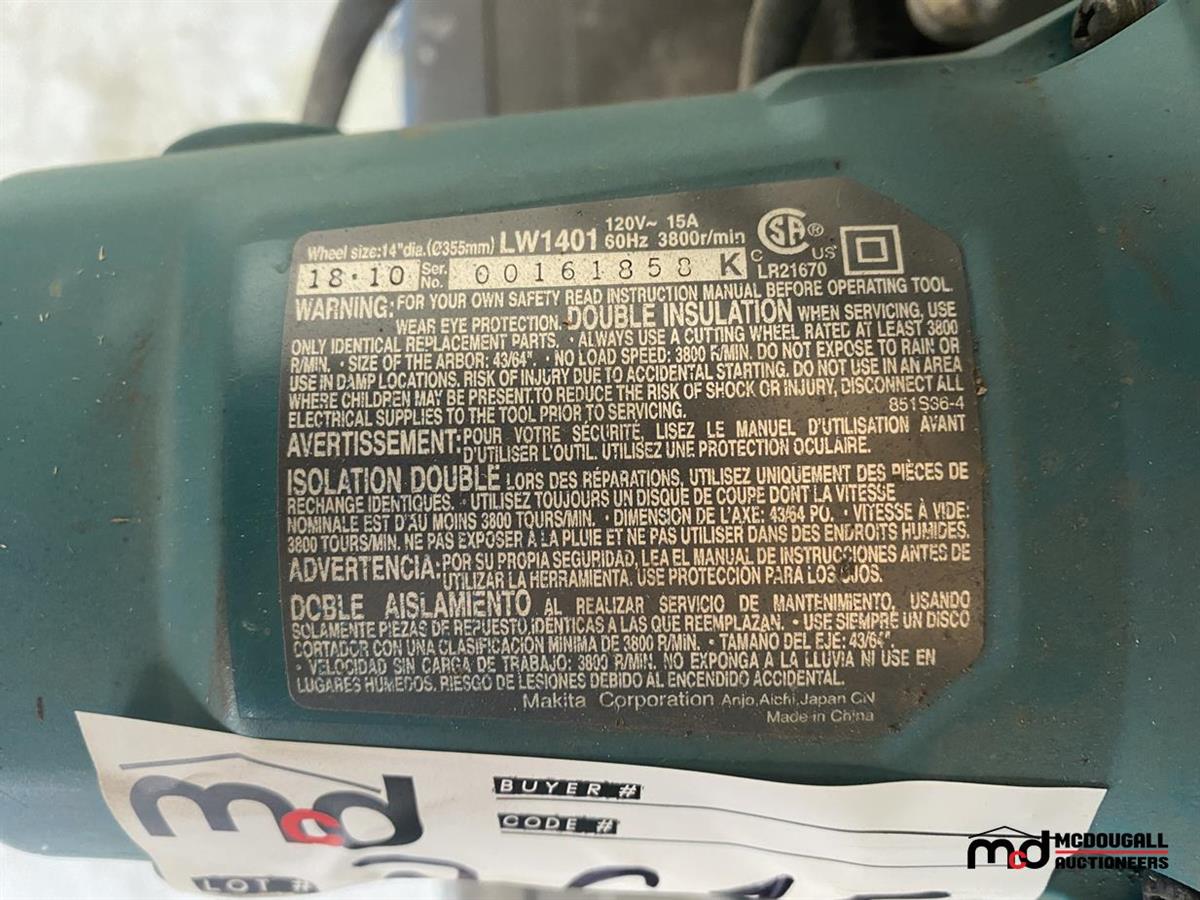 Wheel size:14"dia.(Ø355mm) LW1401 120V~ 15A
60Hz 3800r/min
CSA® C US
LR21670
18·10 Ser. No. 00161858 K
WARNING: FOR YOUR OWN SAFETY READ INSTRUCTION MANUAL BEFORE OPERATING TOOL.
WEAR EYE PROTECTION. DOUBLE INSULATION WHEN SERVICING, USE
ONLY IDENTICAL REPLACEMENT PARTS. · ALWAYS USE A CUTTING WHEEL RATED AT LEAST 3800
R/MIN. · SIZE OF THE ARBOR: 43/64". · NO LOAD SPEED: 3800 R/MIN. DO NOT EXPOSE TO RAIN OR
USE IN DAMP LOCATIONS. RISK OF INJURY DUE TO ACCIDENTAL STARTING. DO NOT USE IN AN AREA
WHERE CHILDREN MAY BE PRESENT.TO REDUCE THE RISK OF SHOCK OR INJURY, DISCONNECT ALL
ELECTRICAL SUPPLIES TO THE TOOL PRIOR TO SERVICING.
851S36-4
AVERTISSEMENT: POUR VOTRE SÉCURITÉ, LISEZ LE MANUEL D'UTILISATION AVANT
D'UTILISER L'OUTIL. UTILISEZ UNE PROTECTION OCULAIRE.
ISOLATION DOUBLE LORS DES RÉPARATIONS, UTILISEZ UNIQUEMENT DES PIÈCES DE
RECHANGE IDENTIQUES. · UTILISEZ TOUJOURS UN DISQUE DE COUPE DONT LA VITESSE
NOMINALE EST D'AU MOINS 3800 TOURS/MIN. · DIMENSION DE L'AXE: 43/64 PO. · VITESSE À VIDE:
3800 TOURS/MIN. NE PAS EXPOSER À LA PLUIE ET NE PAS UTILISER DANS DES ENDROITS HUMIDES.
ADVERTENCIA: POR SU PROPIA SEGURIDAD, LEA EL MANUAL DE INSTRUCCIONES ANTES DE
UTILIZAR LA HERRAMIENTA. USE PROTECCIÓN PARA LOS OJOS.
DOBLE AISLAMIENTO AL REALIZAR SERVICIO DE MANTENIMIENTO, USANDO
SOLAMENTE PIEZAS DE REPUESTO IDÉNTICAS A LAS QUE REEMPLAZAN. · USE SIEMPRE UN DISCO
CORTADOR CON UNA CLASIFICACIÓN MÍNIMA DE 3800 R/MIN. · TAMAÑO DEL EJE: 43/64".
· VELOCIDAD SIN CARGA DE TRABAJO: 3800 R/MIN. NO EXPONGA A LA LLUVIA NI USE EN
LUGARES HÚMEDOS. RIESGO DE LESIONES DEBIDO AL ENCENDIDO ACCIDENTAL.
Makita Corporation Anjo,Aichi,Japan CN
Made in China
mcd
BUYER #
CODE #
LOT #
mcd MCDOUGALL
AUCTIONEERS